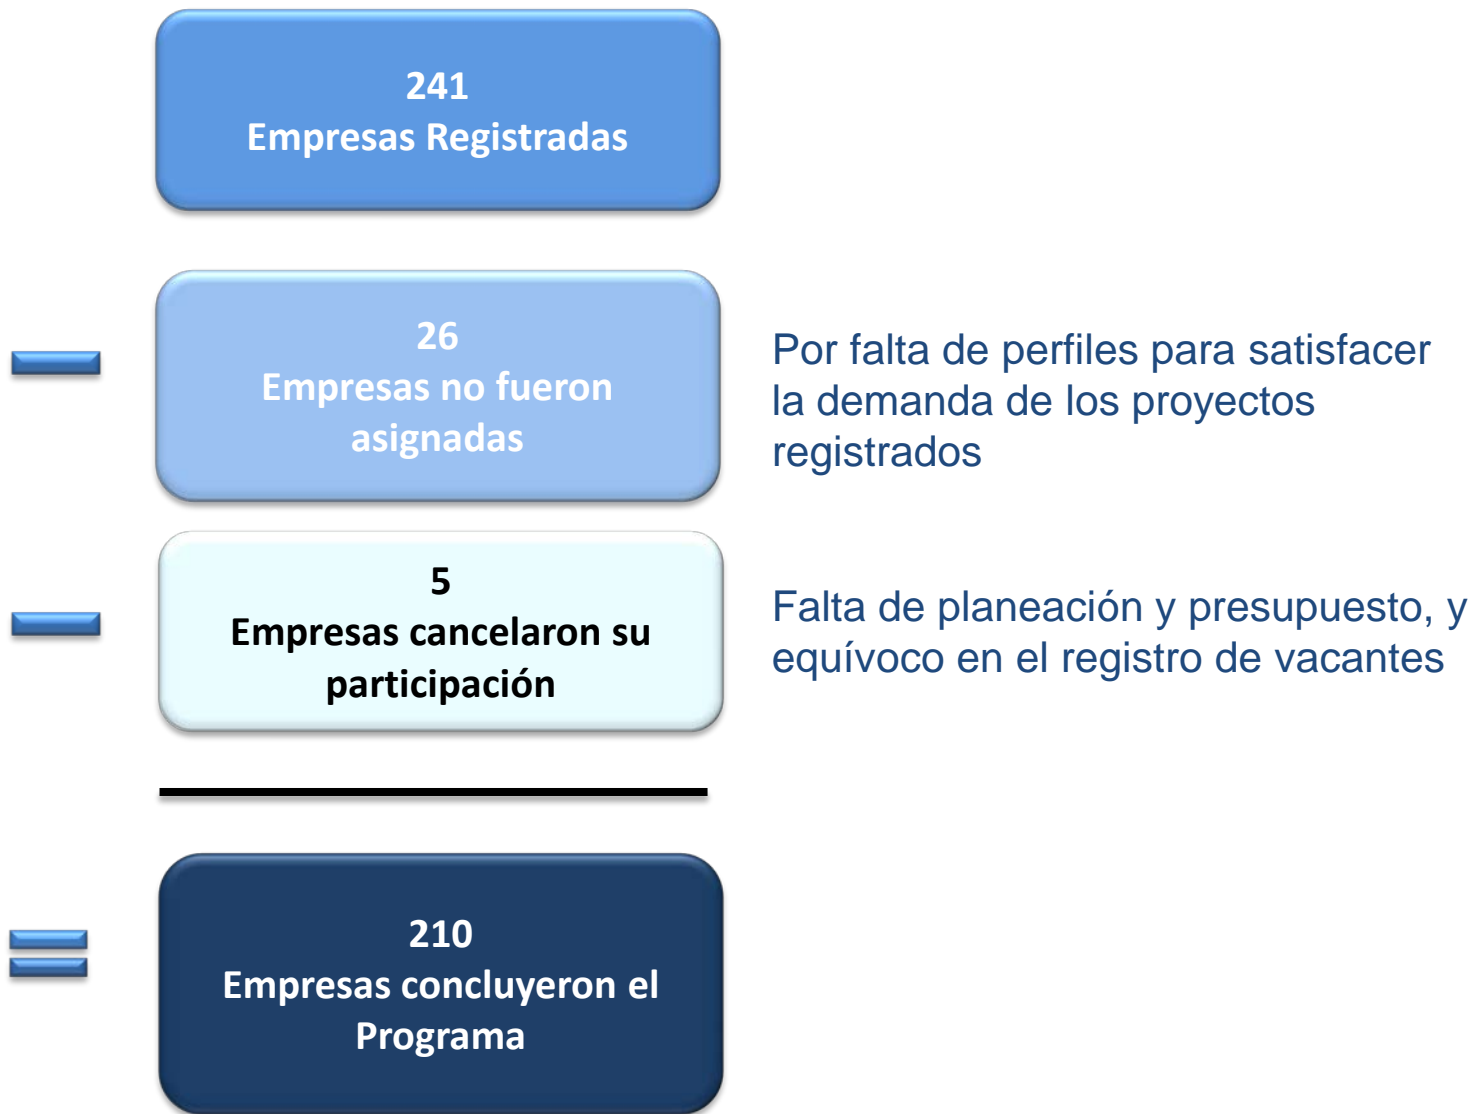 241
Empresas Registradas
26
Empresas no fueron
asignadas
Por falta de perfiles para satisfacer
la demanda de los proyectos
registrados
5
Empresas cancelaron su
participación
Falta de planeación y presupuesto, y
equívoco en el registro de vacantes
210
Empresas concluyeron el
Programa